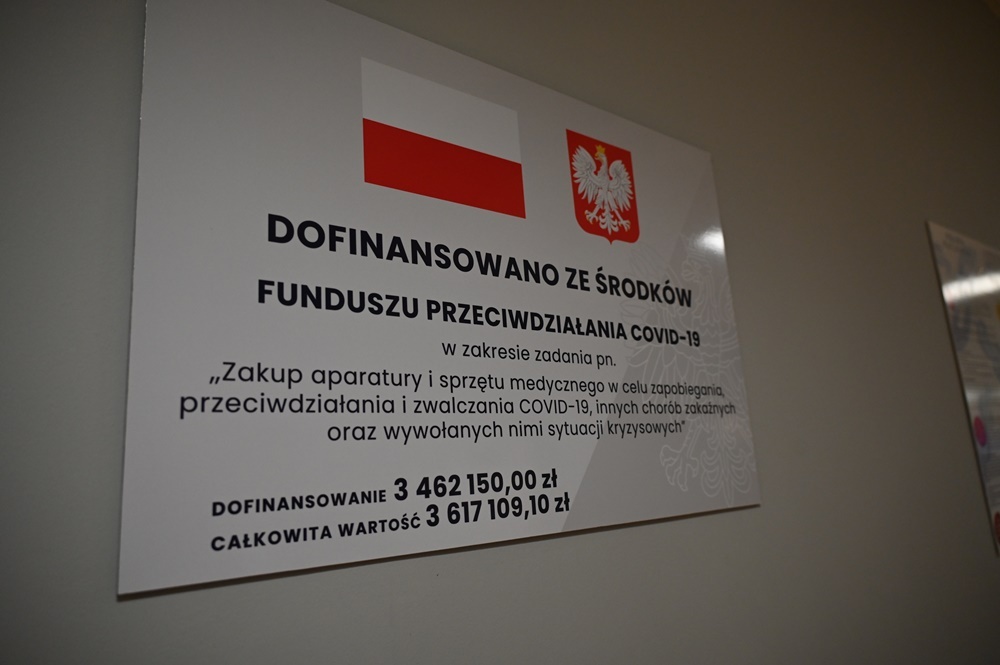 DOFINANSOWANO ZE ŚRODKÓW
FUNDUSZU PRZECIWDZIAŁANIA COVID-19
w zakresie zadania pn.
„Zakup aparatury i sprzętu medycznego w celu zapobiegania,
przeciwdziałania i zwalczania COVID-19, innych chorób zakaźnych
oraz wywołanych nimi sytuacji kryzysowych"
DOFINANSOWANIE 3 462 150,00 zł
CAŁKOWITA WARTOŚĆ 3 617 109,10 zł